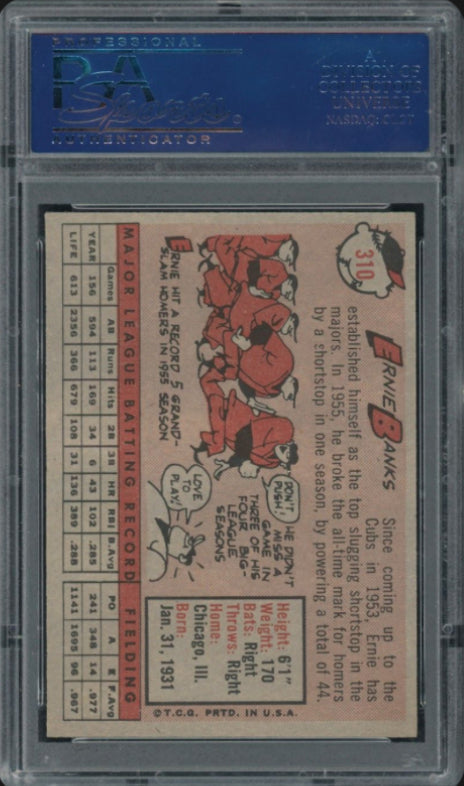 PROFESSIONAL
PSA
Sports®
AUTHENTICATOR
A
DIVISION OF
COLLECTORS
UNIVERSE
NASDAQ: CLCT
310
ERNIE BANKS
Since coming up to the
Cubs in 1953, Ernie has
established himself as the top slugging shortstop in the
majors. In 1955, he broke the all-time mark for homers
by a shortstop in one season, by powering a total of 44.
ERNIE HIT A RECORD 5 GRAND-
SLAM HOMERS IN 1955 SEASON
DON'T
PUSH!
WE DIDN'T
MISS A
GAME IN
THREE OF HIS
FOUR BIG-
LEAGUE
SEASONS
LOVE
TO
PLAY!
Height: 6'1"
Weight: 170
Bats: Right
Throws: Right
Home:
Chicago, Ill.
Born:
Jan. 31, 1931
MAJOR LEAGUE BATTING RECORD FIELDING
Games AB Runs Hits 2B 3B HR RBI B.Avg PO A E F.Avg
YEAR 156 594 113 169 34 6 43 102 .285 241 348 14 .977
LIFE 613 2356 366 679 108 31 136 389 .288 1141 1695 96 .967
©T.C.G. PRTD. IN U.S.A.